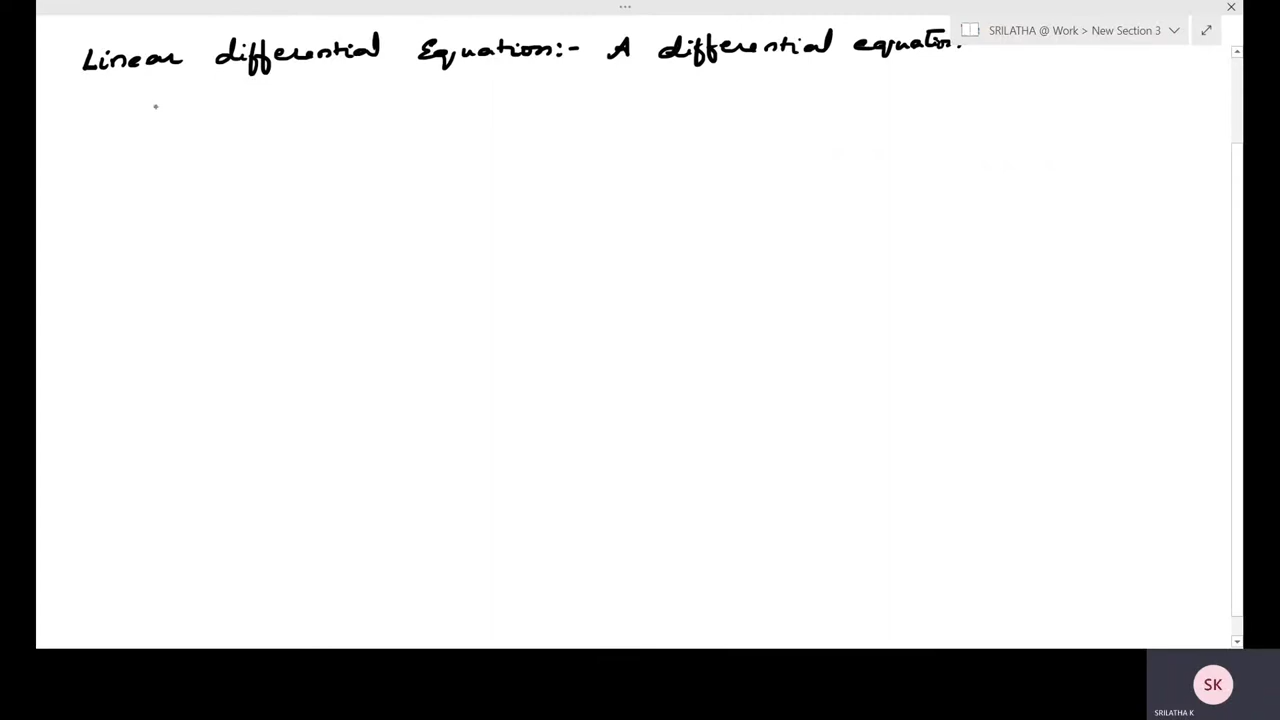 SRILATHA @ Work > New Section 3
Linear differential Equation:- A differential equation
SK
SRILATHA K